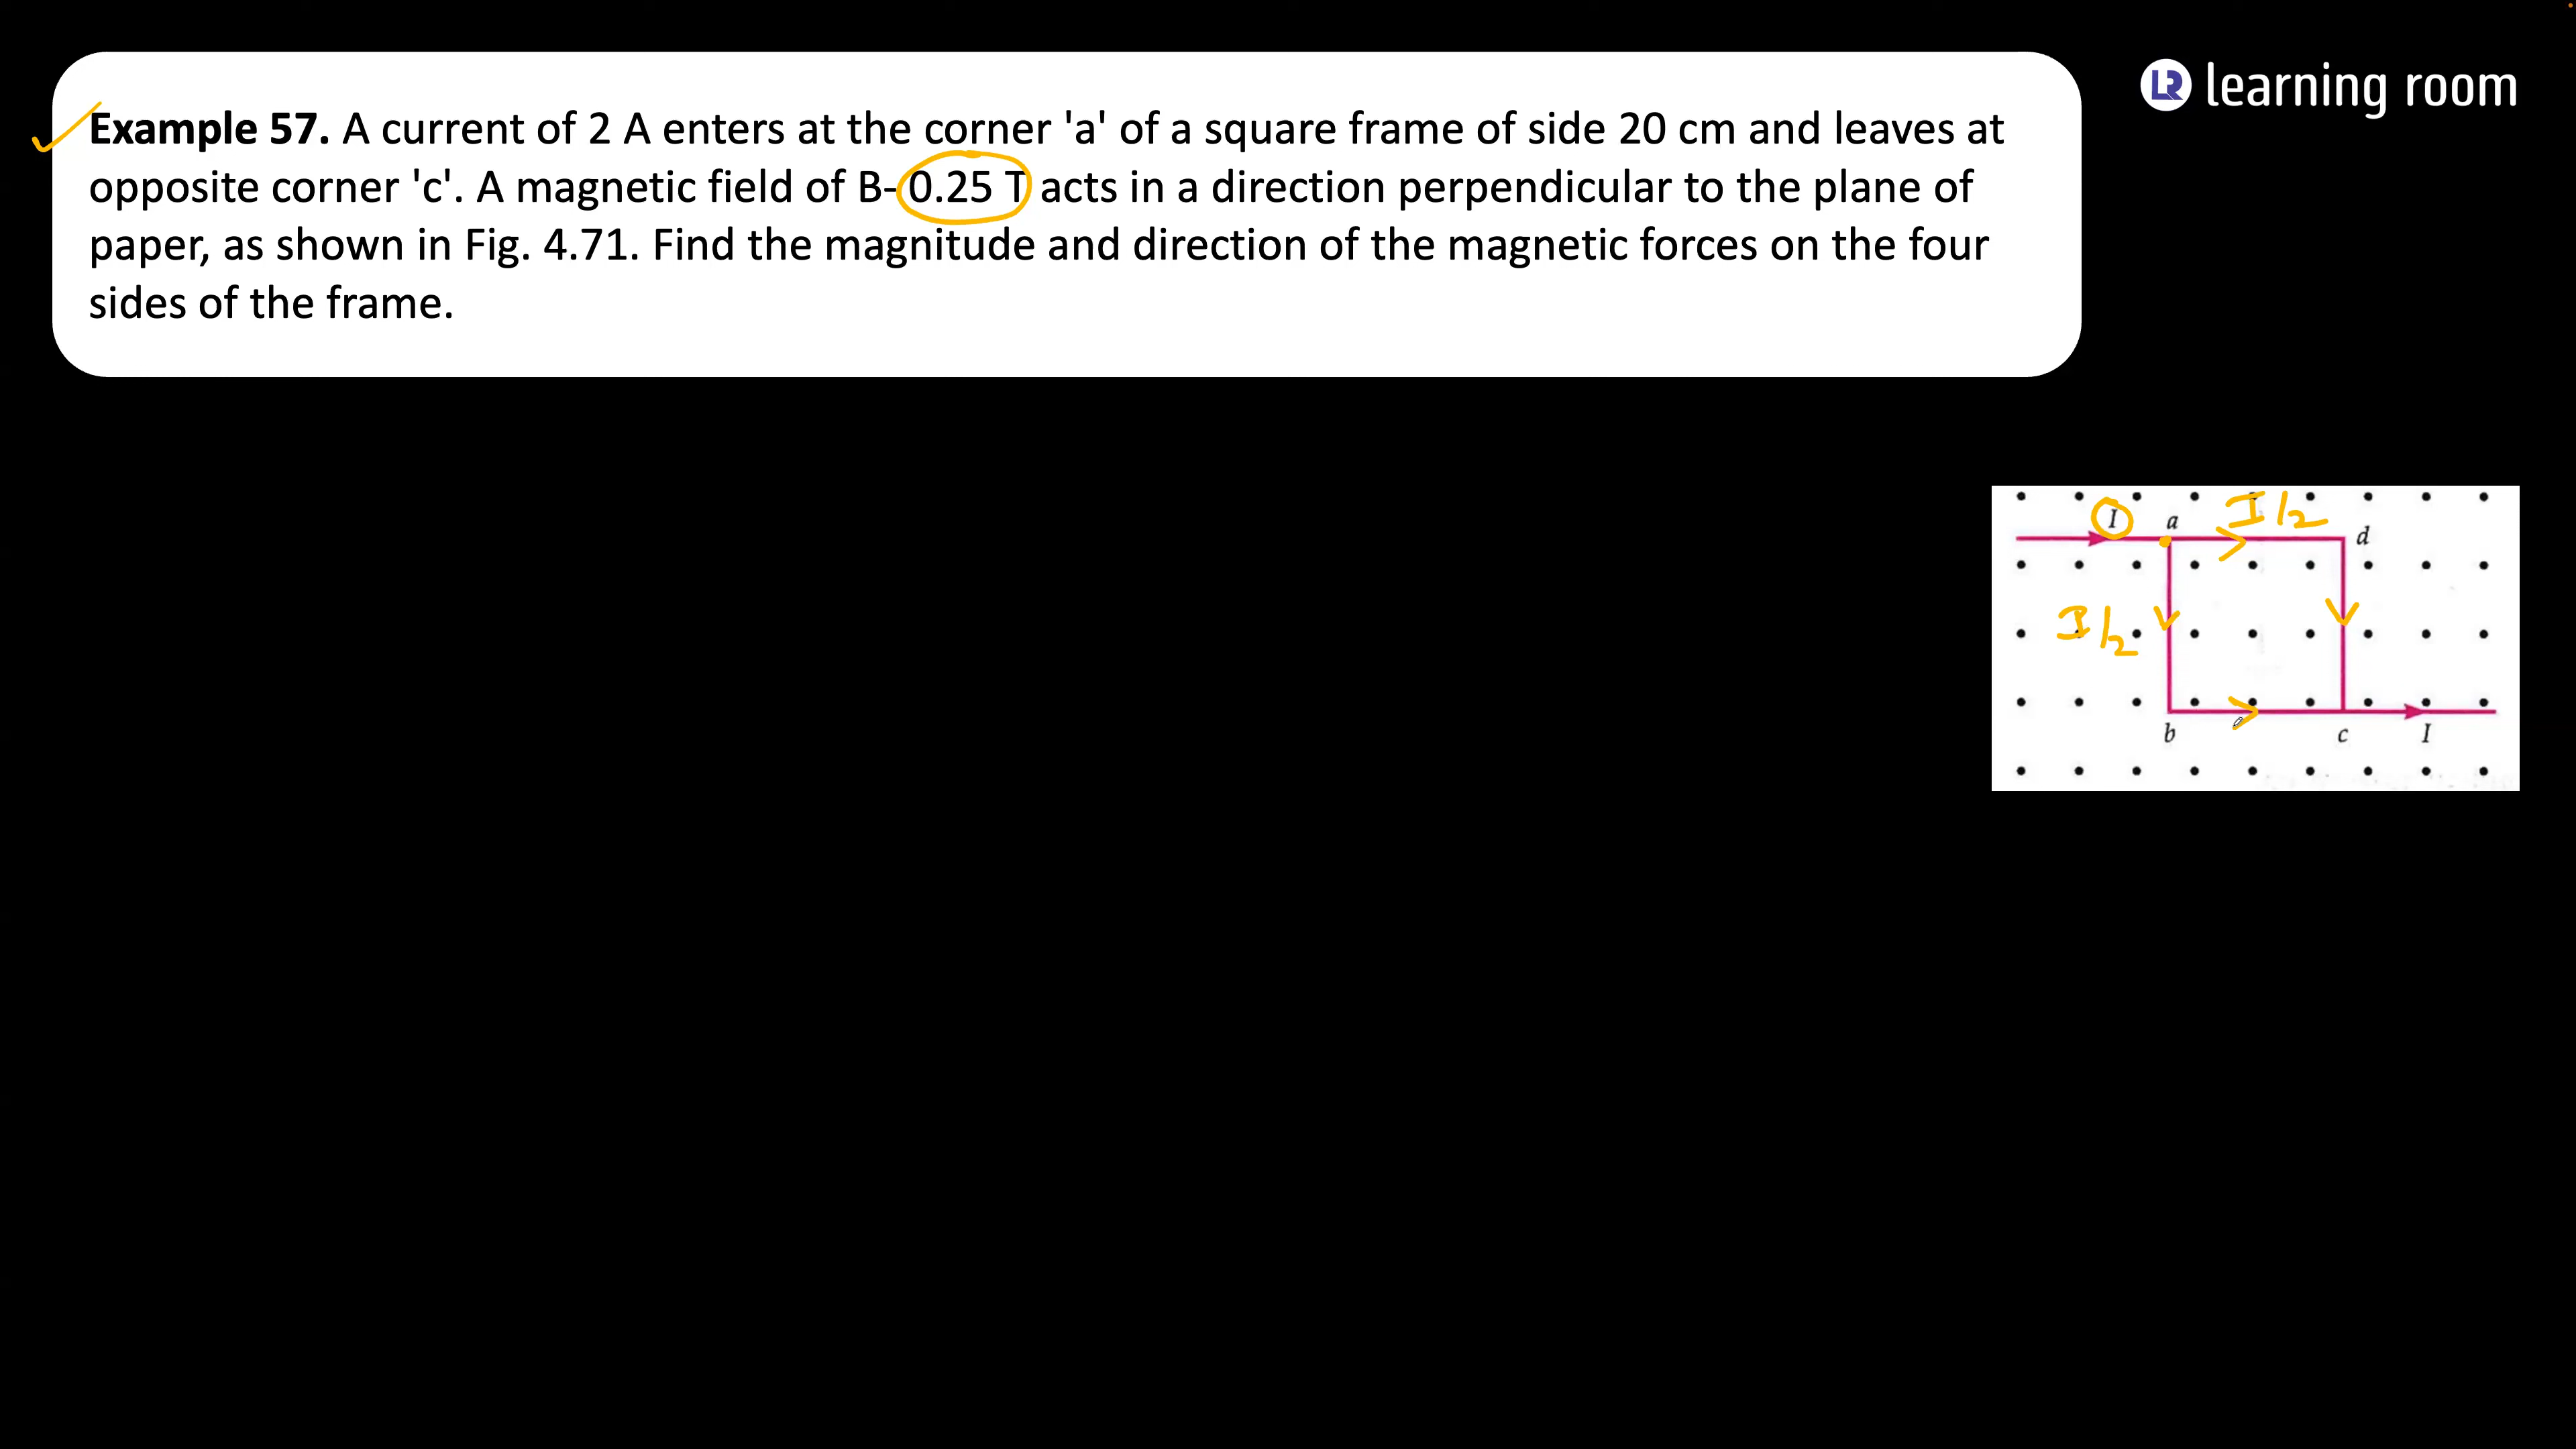 learning room
Example 57. A current of 2 A enters at the corner 'a' of a square frame of side 20 cm and leaves at
opposite corner 'c'. A magnetic field of B-0.25 T acts in a direction perpendicular to the plane of
paper, as shown in Fig. 4.71. Find the magnitude and direction of the magnetic forces on the four
sides of the frame.
I a I/2 d
I/2
b c I